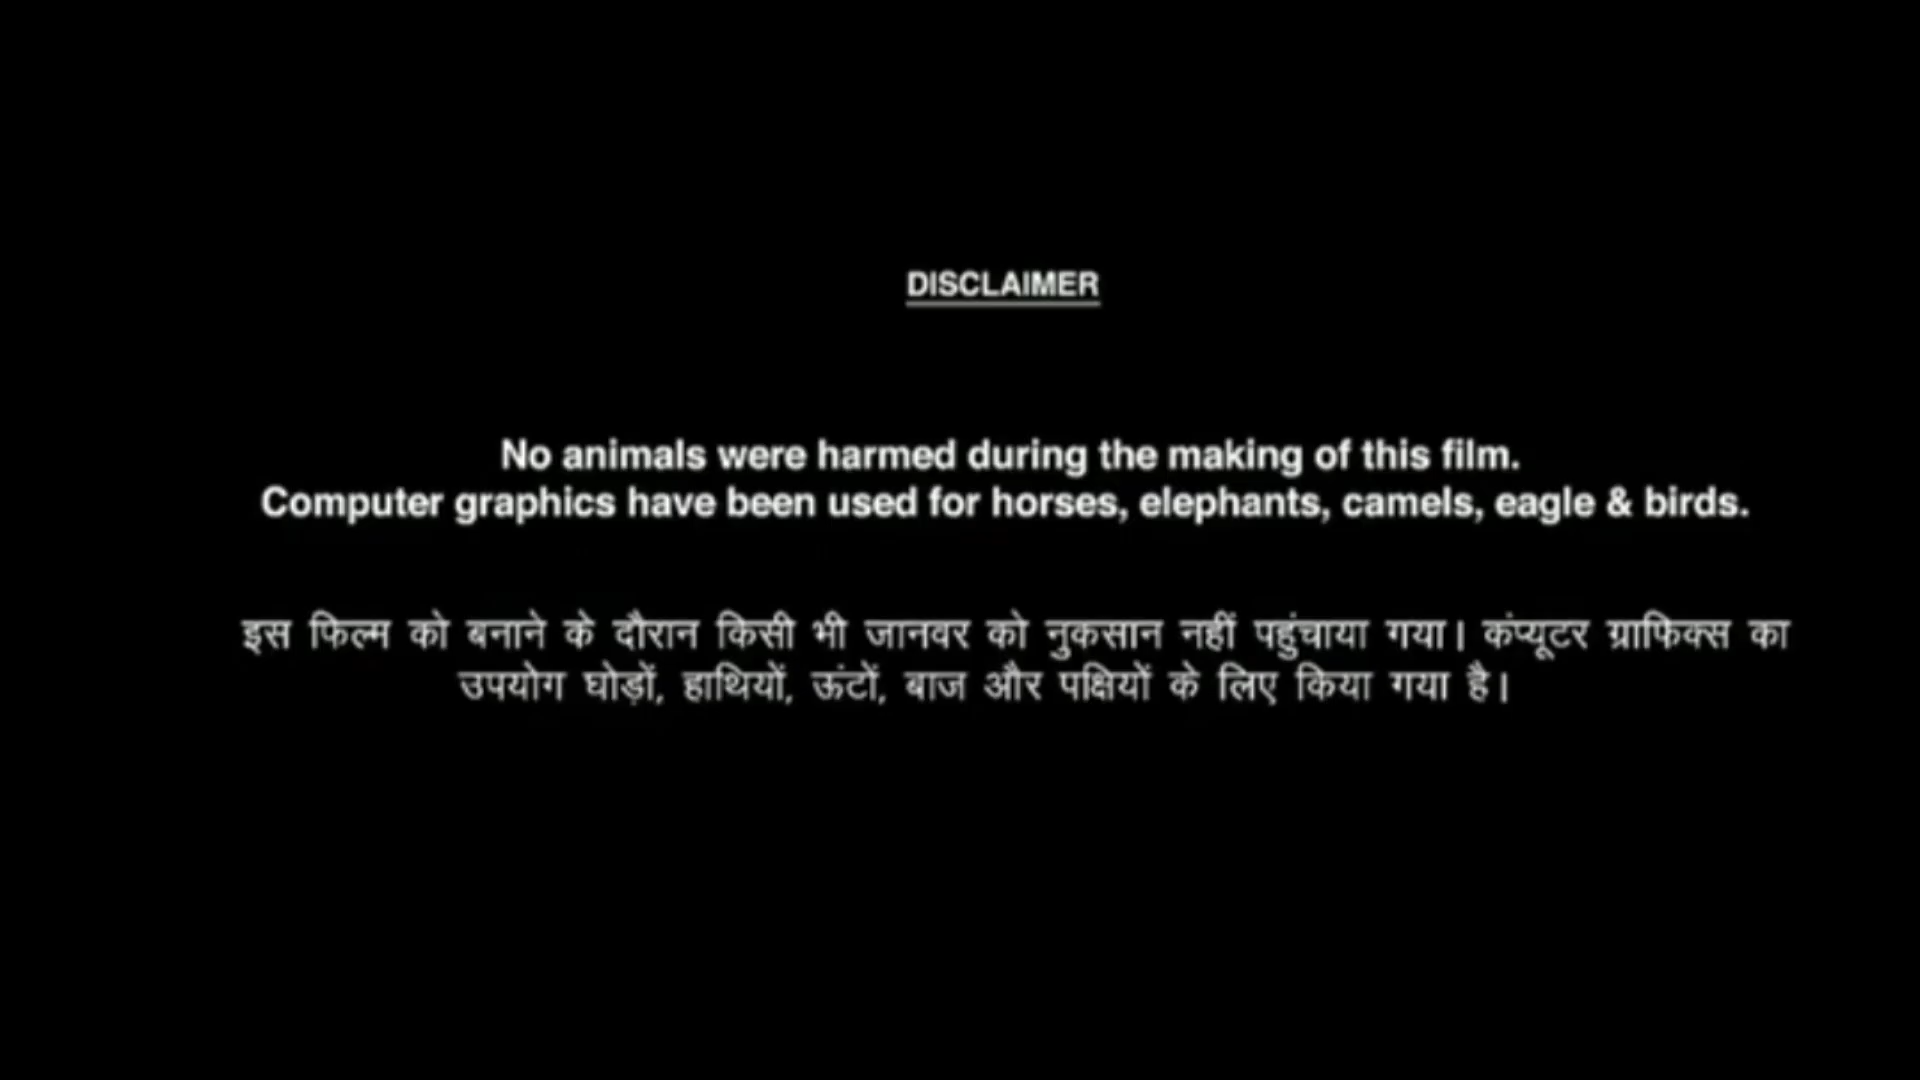 DISCLAIMER
No animals were harmed during the making of this film.
Computer graphics have been used for horses, elephants, camels, eagle & birds.
इस फिल्म को बनाने के दौरान किसी भी जानवर को नुकसान नहीं पहुंचाया गया। कंप्यूटर ग्राफिक्स का
उपयोग घोड़ों, हाथियों, ऊंटों, बाज और पक्षियों के लिए किया गया है।